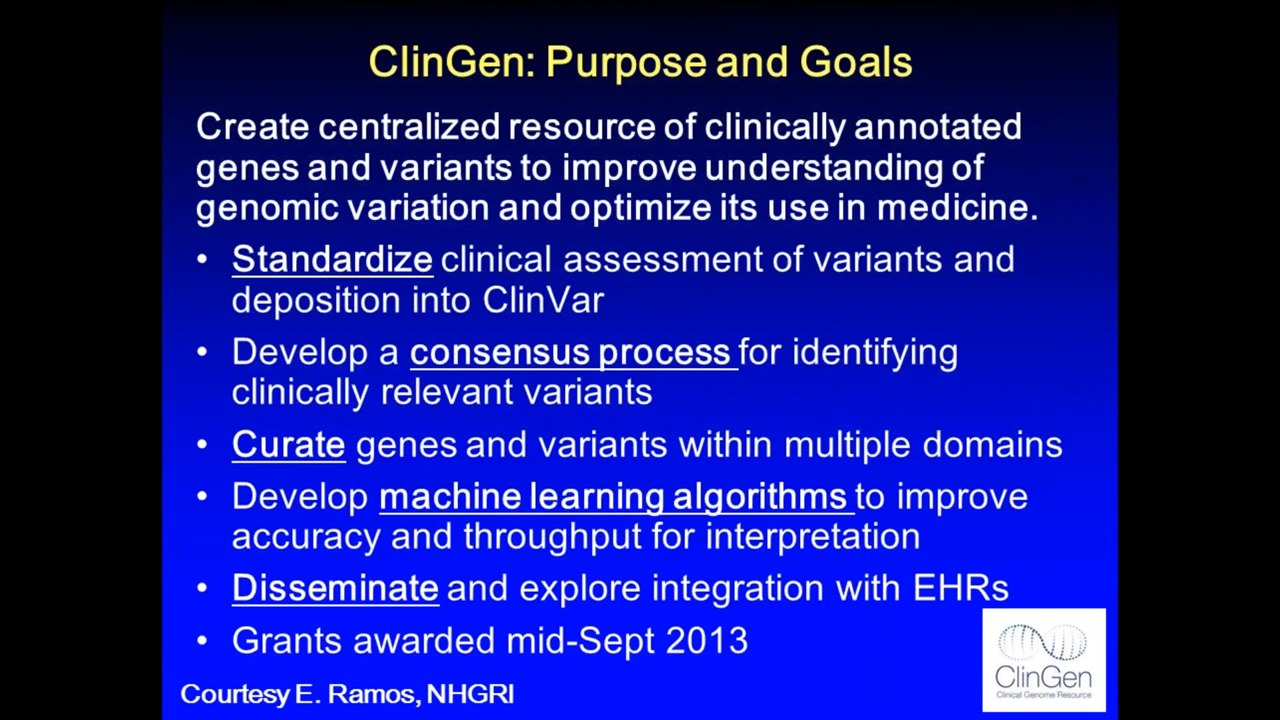 ClinGen: Purpose and Goals
Create centralized resource of clinically annotated
genes and variants to improve understanding of
genomic variation and optimize its use in medicine.
• Standardize clinical assessment of variants and
deposition into ClinVar
• Develop a consensus process for identifying
clinically relevant variants
• Curate genes and variants within multiple domains
• Develop machine learning algorithms to improve
accuracy and throughput for interpretation
• Disseminate and explore integration with EHRs
• Grants awarded mid-Sept 2013
ClinGen
Clinical Genome Resource
Courtesy E. Ramos, NHGRI